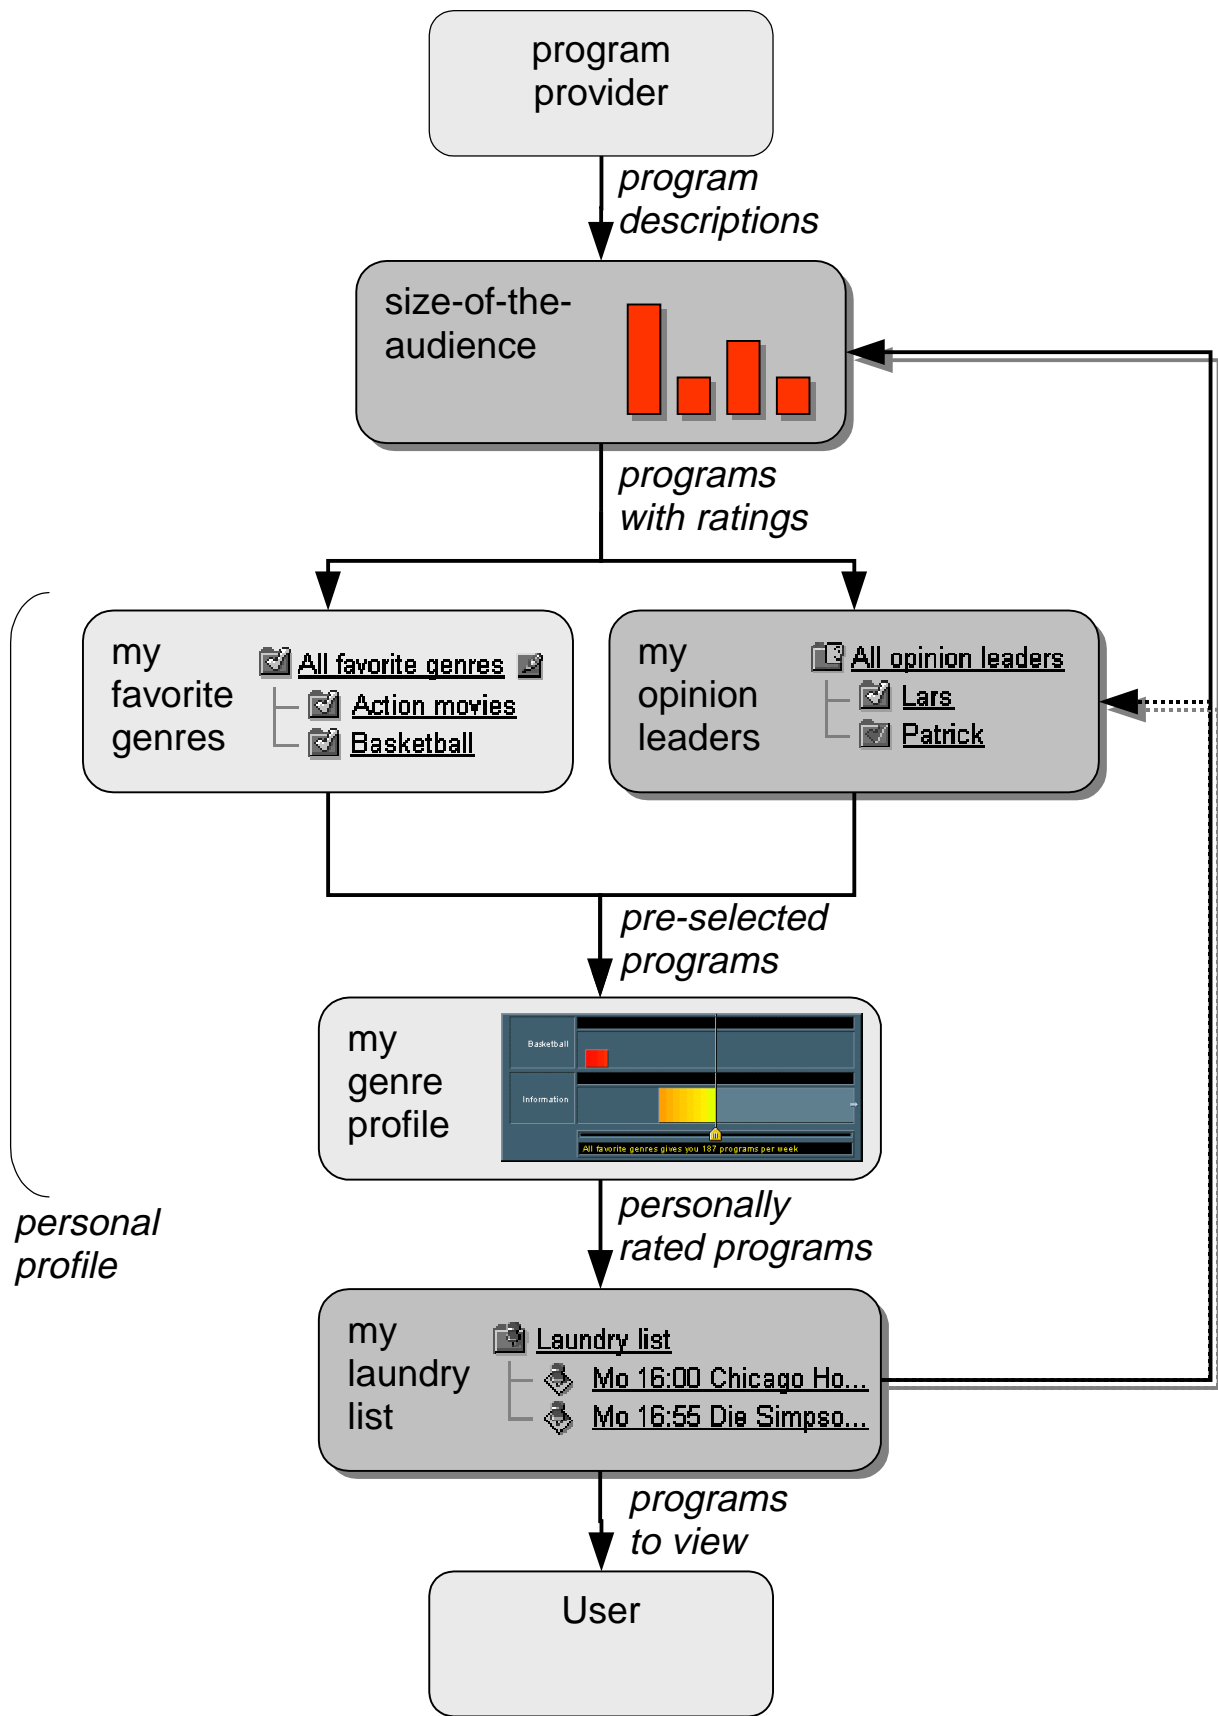 program
provider
program
descriptions
size-of-the-
audience
programs
with ratings
my
favorite
genres
All favorite genres
Action movies
Basketball
my
opinion
leaders
All opinion leaders
Lars
Patrick
pre-selected
programs
my
genre
profile
Basketball
Information
All favorite genres gives you 187 programs per week
personal
profile
personally
rated programs
my
laundry
list
Laundry list
Mo 16:00 Chicago Ho...
Mo 16:55 Die Simpso...
programs
to view
User